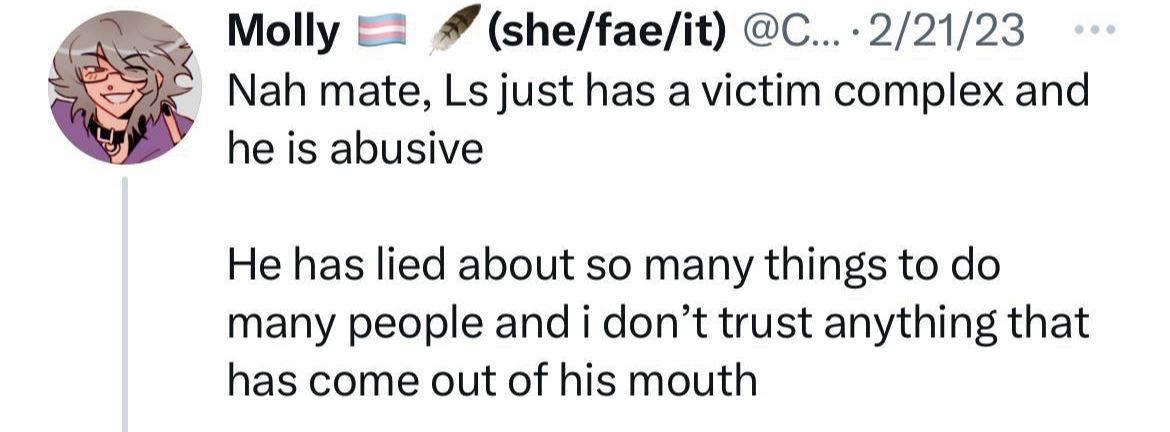 Molly 🏳️‍⚧️ 🪶(she/fae/it) @C... · 2/21/23 •••
Nah mate, Ls just has a victim complex and
he is abusive
He has lied about so many things to do
many people and i don’t trust anything that
has come out of his mouth